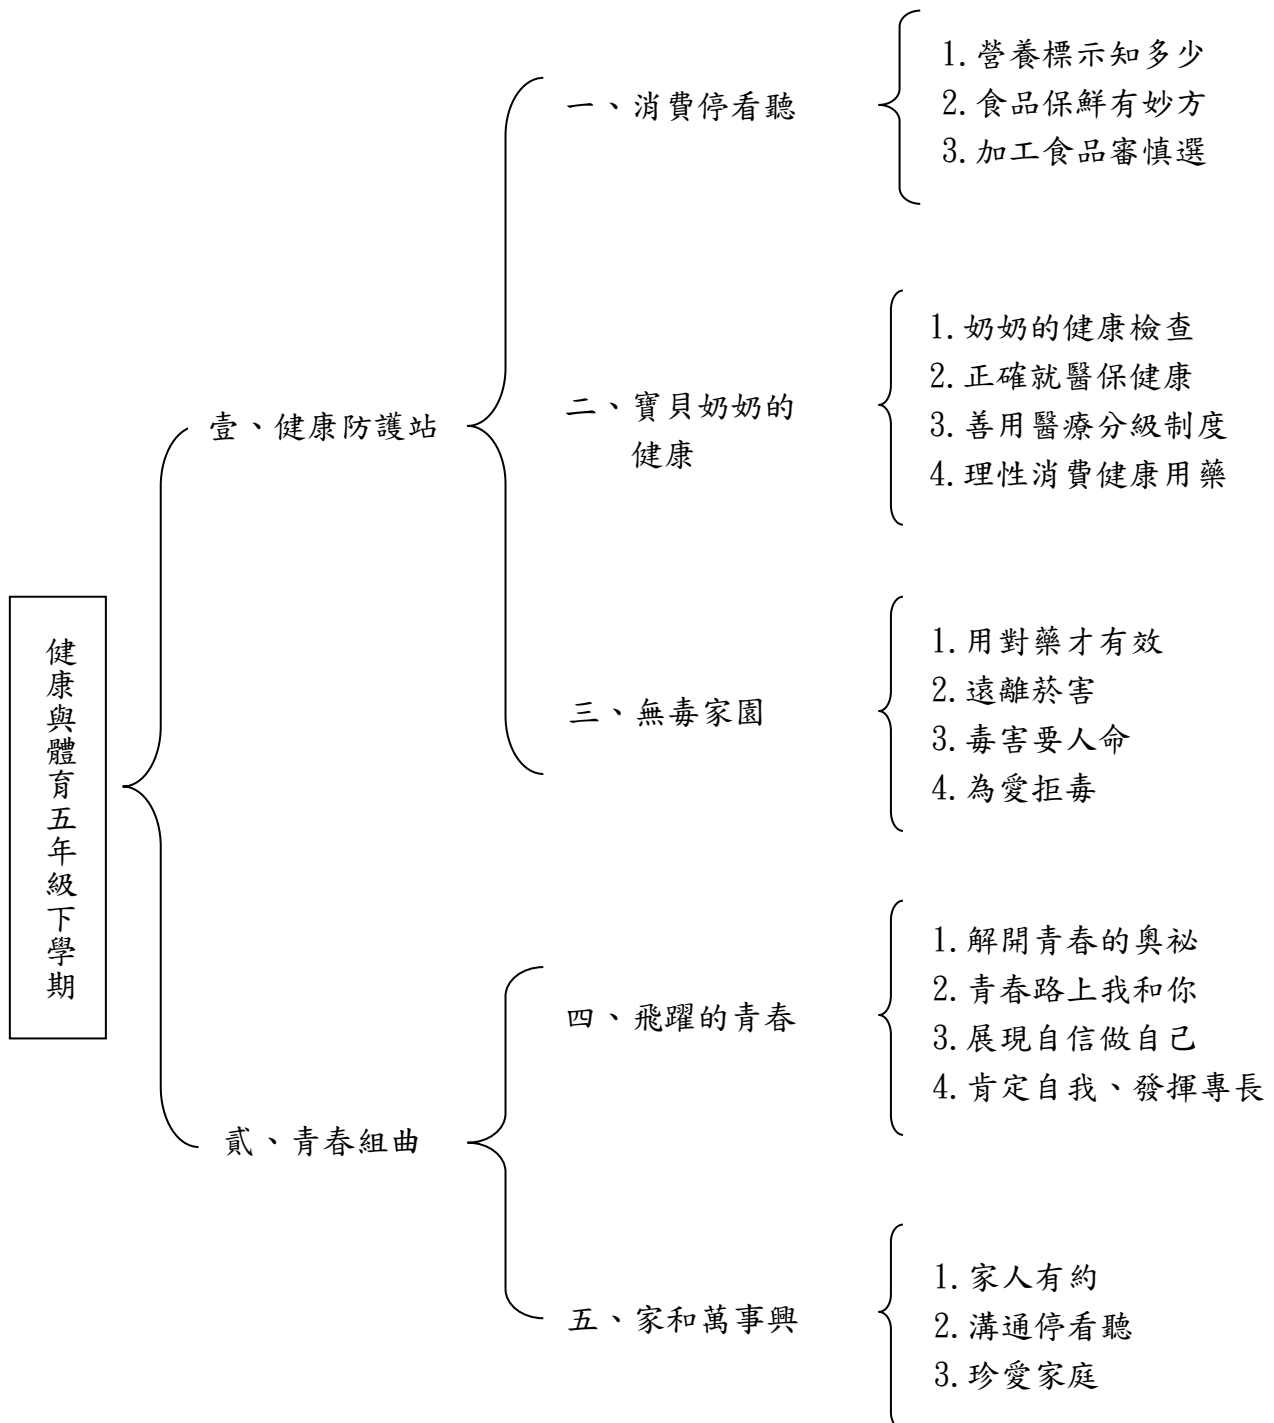 健康與體育五年級下學期
壹、健康防護站
一、消費停看聽
1.營養標示知多少
2.食品保鮮有妙方
3.加工食品審慎選
二、寶貝奶奶的
健康
1.奶奶的健康檢查
2.正確就醫保健康
3.善用醫療分級制度
4.理性消費健康用藥
三、無毒家園
1.用對藥才有效
2.遠離菸害
3.毒害要人命
4.為愛拒毒
貳、青春組曲
四、飛躍的青春
1.解開青春的奧祕
2.青春路上我和你
3.展現自信做自己
4.肯定自我、發揮專長
五、家和萬事興
1.家人有約
2.溝通停看聽
3.珍愛家庭